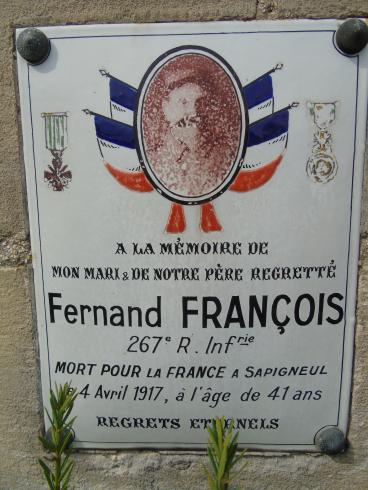 A LA MÉMOIRE DE
MON MARI & DE NOTRE PÈRE REGRETTÉ
Fernand FRANÇOIS
267e R. Infrie
MORT POUR LA FRANCE A SAPIGNEUL
le 4 Avril 1917, à l'âge de 41 ans
REGRETS ETERNELS